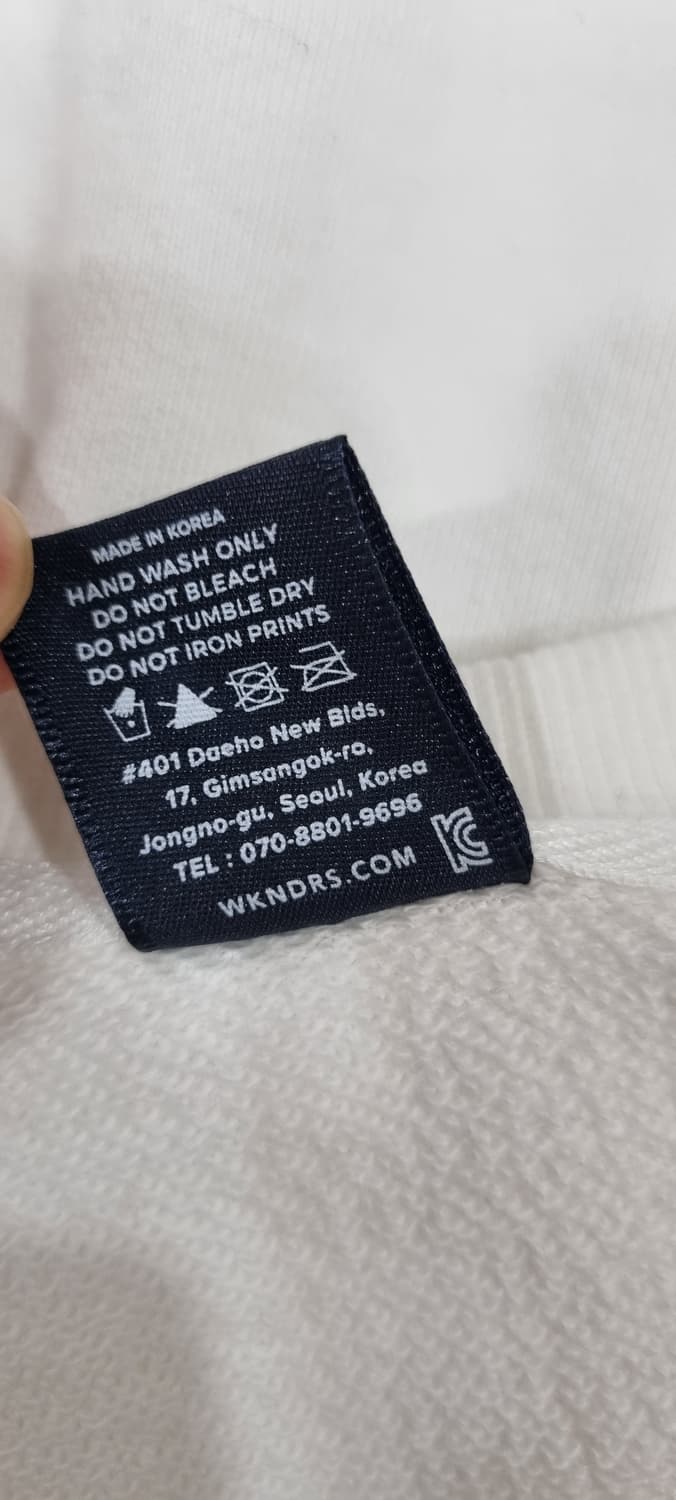 MADE IN KOREA
HAND WASH ONLY
DO NOT BLEACH
DO NOT TUMBLE DRY
DO NOT IRON PRINTS
#401 Daeho New Blds,
17, Gimsangok-ro,
Jongno-gu, Seoul, Korea
TEL : 070-8801-9696
WKNDRS.COM
KC